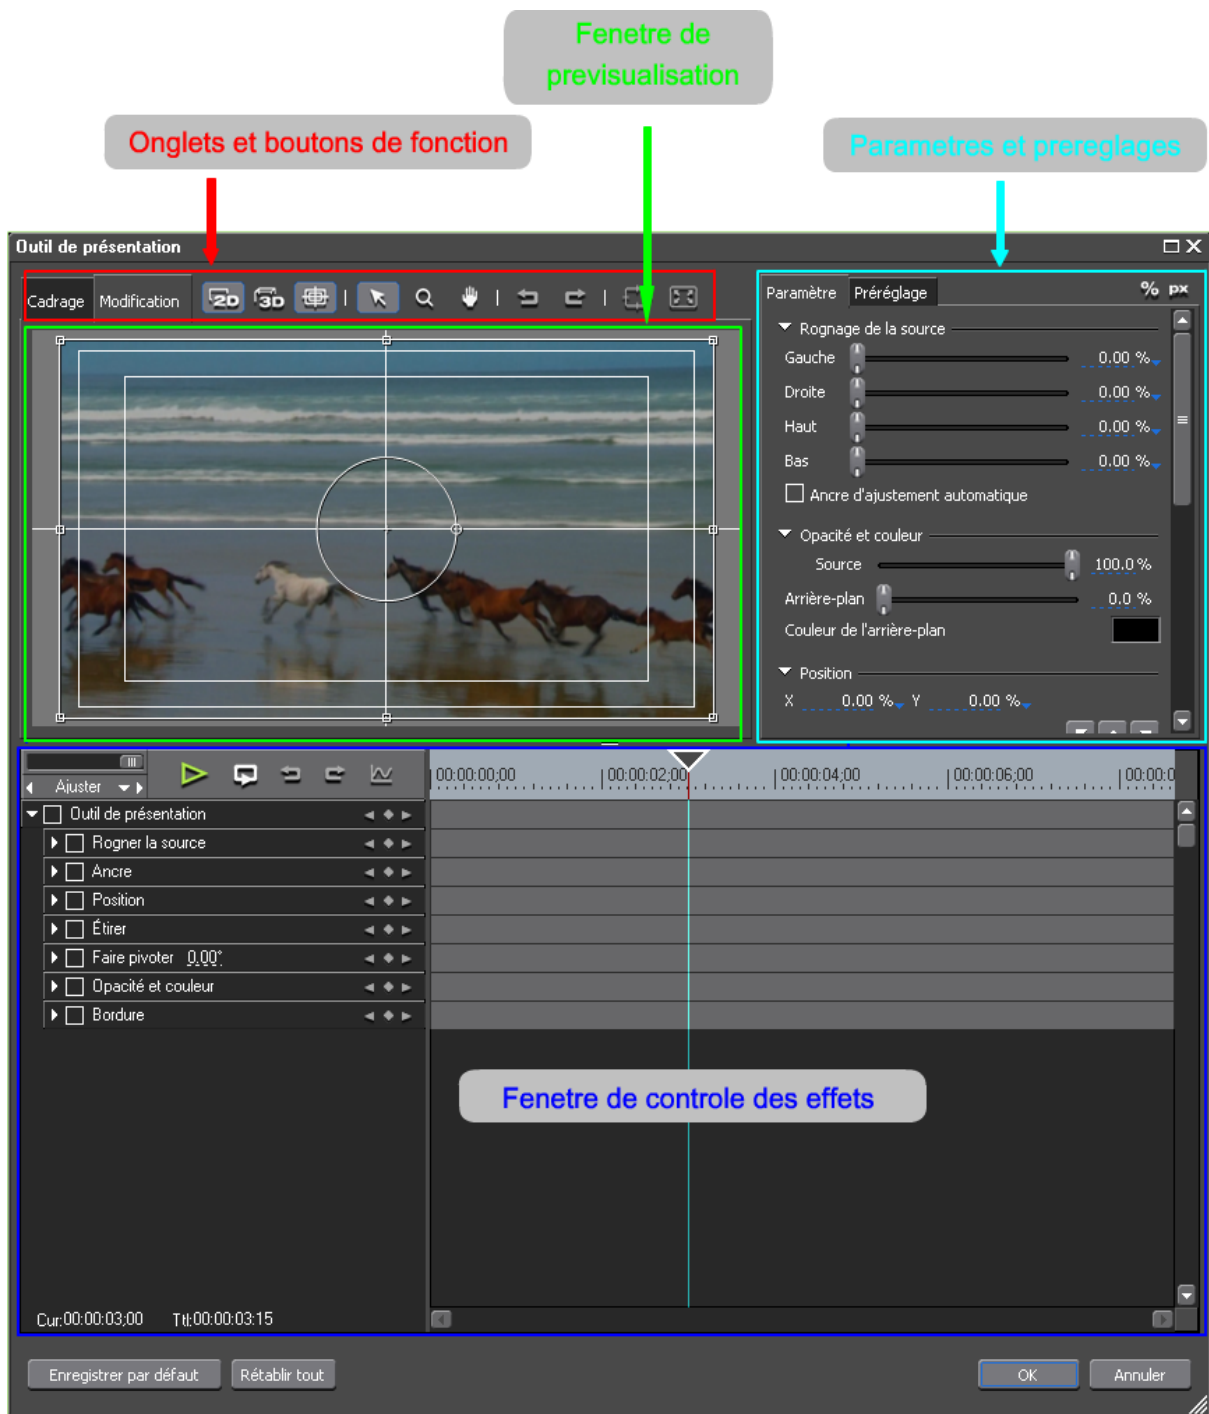 Fenetre de
previsualisation
Onglets et boutons de fonction
Parametres et prereglages
Outil de présentation
Cadrage Modification 2D 3D
Paramètre Préréglage % px
Rognage de la source
Gauche 0.00 %
Droite 0.00 %
Haut 0.00 %
Bas 0.00 %
Ancre d'ajustement automatique
Opacité et couleur
Source 100.0 %
Arrière-plan 0.0 %
Couleur de l'arrière-plan
Position
X 0.00 % Y 0.00 %
Ajuster
00:00:00;00 00:00:02;00 00:00:04;00 00:00:06;00 00:00:0
Outil de présentation
Rogner la source
Ancre
Position
Étirer
Faire pivoter 0,00°
Opacité et couleur
Bordure
Fenetre de controle des effets
Cur:00:00:03;00 Ttl:00:00:03:15
Enregistrer par défaut Rétablir tout OK Annuler